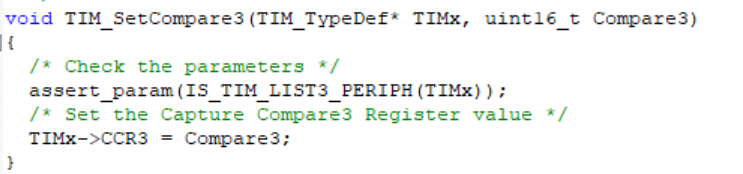 void TIM_SetCompare3(TIM_TypeDef* TIMx, uint16_t Compare3)
{
  /* Check the parameters */
  assert_param(IS_TIM_LIST3_PERIPH(TIMx));
  /* Set the Capture Compare3 Register value */
  TIMx->CCR3 = Compare3;
}